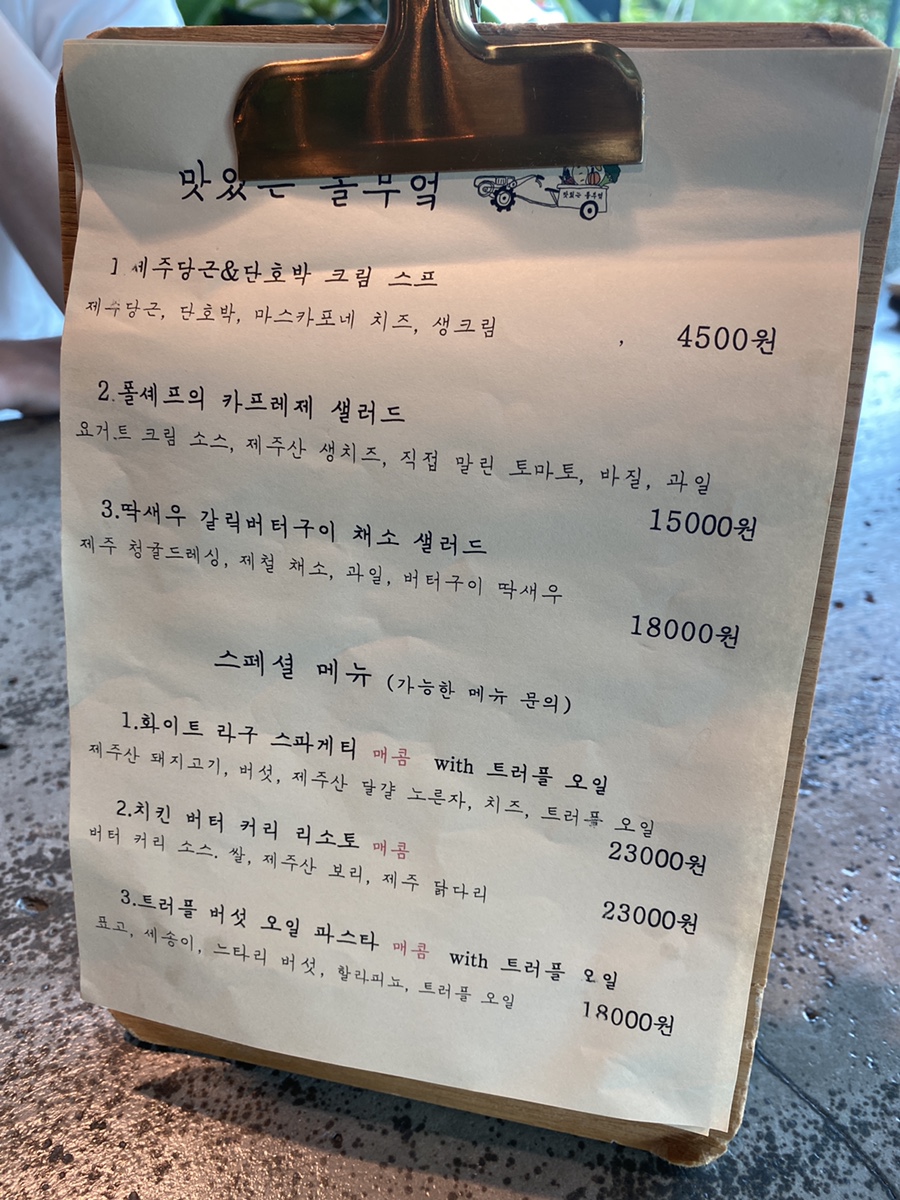 맛있는 폴부엌
맛있는 폴부엌
1 제주당근&단호박 크림 스프
제주당근, 단호박, 마스카포네 치즈, 생크림
, 4500원
2.폴셰프의 카프레제 샐러드
요거트 크림 소스, 제주산 생치즈, 직접 말린 토마토, 바질, 과일
15000원
3.딱새우 갈릭버터구이 채소 샐러드
제주 청귤드레싱, 제철 채소, 과일, 버터구이 딱새우
18000원
스페셜 메뉴 (가능한 메뉴 문의)
1.화이트 라구 스파게티 매콤 with 트러플 오일
제주산 돼지고기, 버섯, 제주산 달걀 노른자, 치즈, 트러플 오일
23000원
2.치킨 버터 커리 리소토 매콤
버터 커리 소스. 쌀, 제주산 보리, 제주 닭다리
23000원
3.트러플 버섯 오일 파스타 매콤 with 트러플 오일
표고, 세송이, 느타리 버섯, 할라피뇨, 트러플 오일
18000원